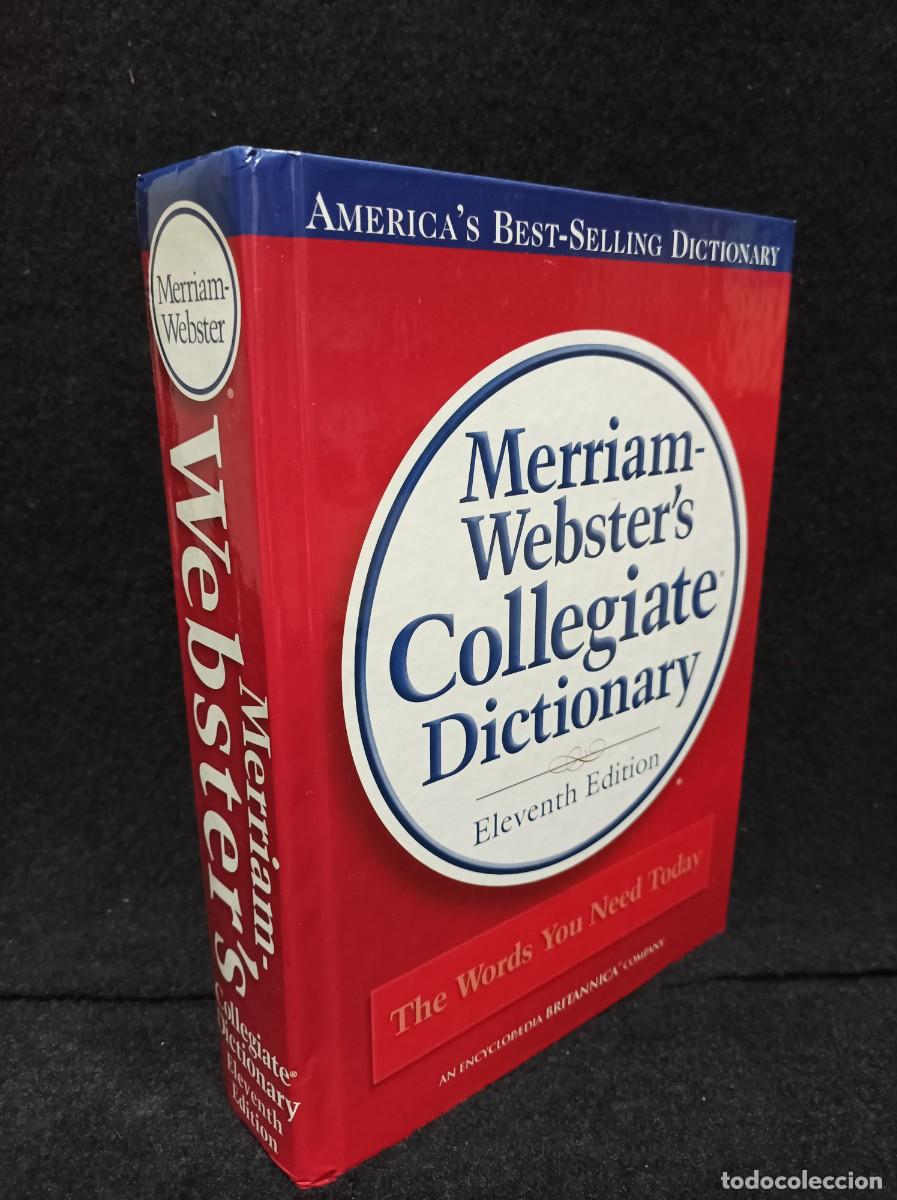 AMERICA'S BEST-SELLING DICTIONARY
Merriam-
Webster's
Collegiate®
Dictionary
Eleventh Edition
®
The Words You Need Today
AN ENCYCLOPÆDIA BRITANNICA® COMPANY
Merriam-
Webster
®
Merriam-
Webster's
Collegiate®
Dictionary
Eleventh
Edition
todocoleccion